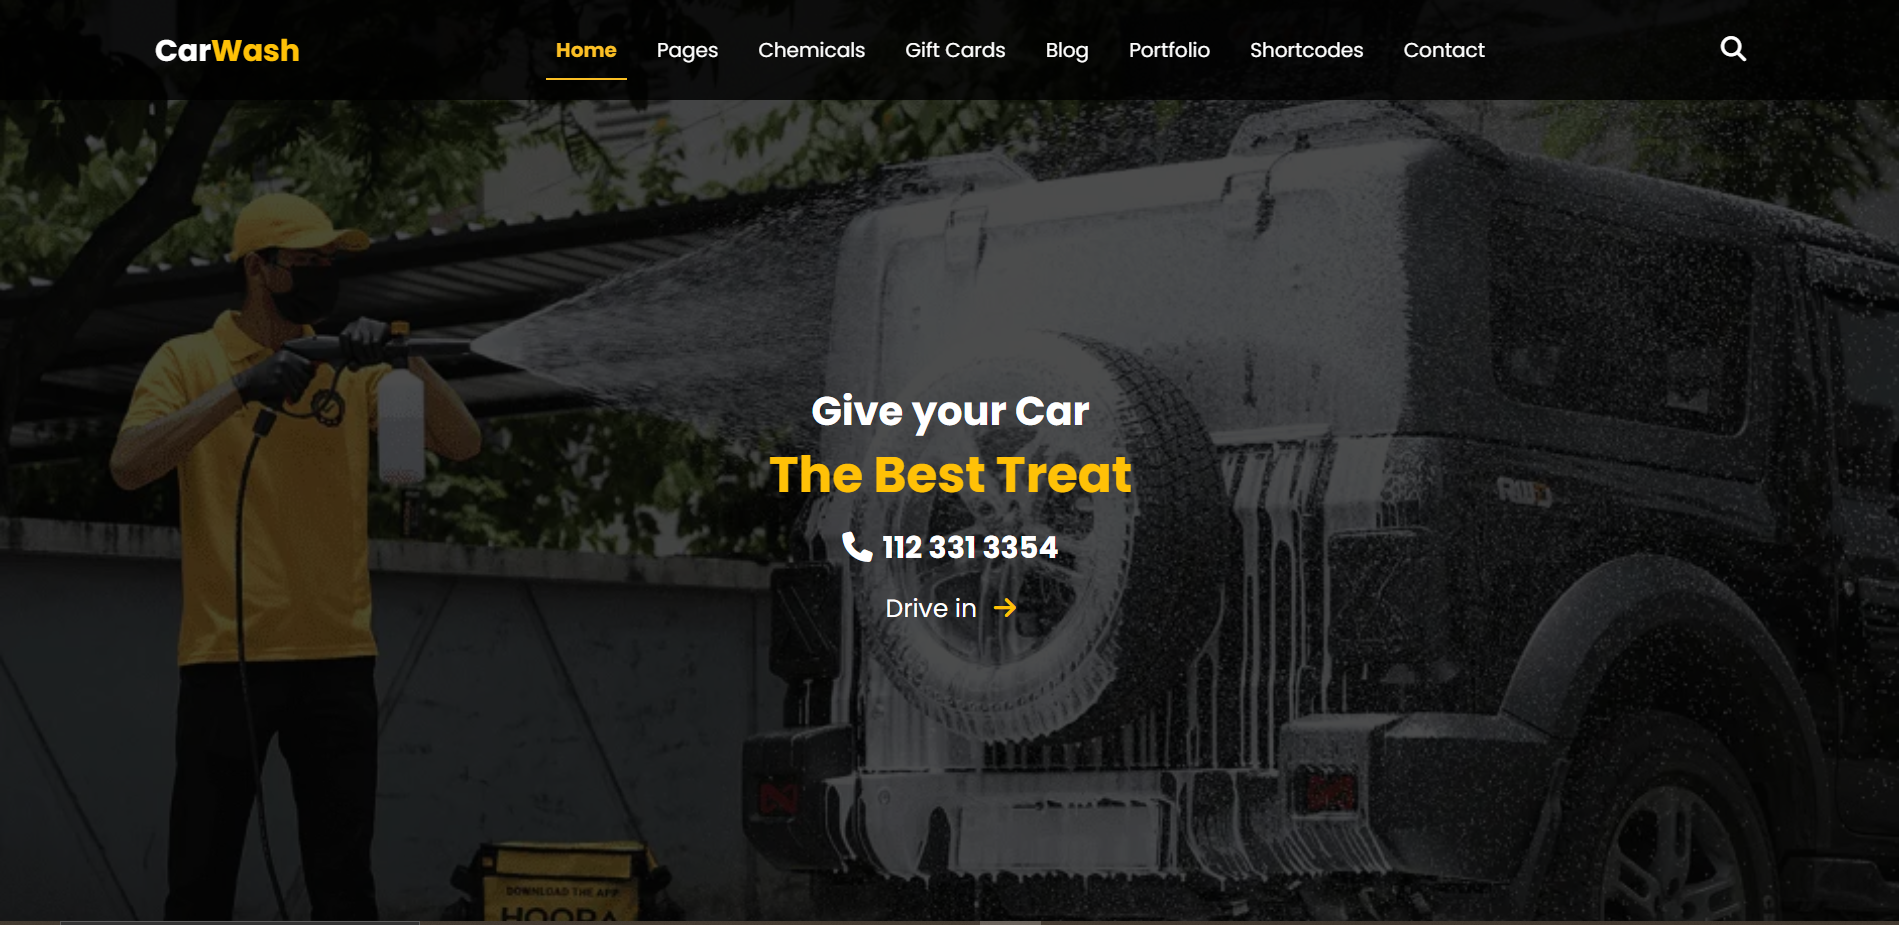 CarWash
Home Pages Chemicals Gift Cards Blog Portfolio Shortcodes Contact
Give your Car
The Best Treat
112 331 3354
Drive in
DOWNLOAD THE APP
HOORA